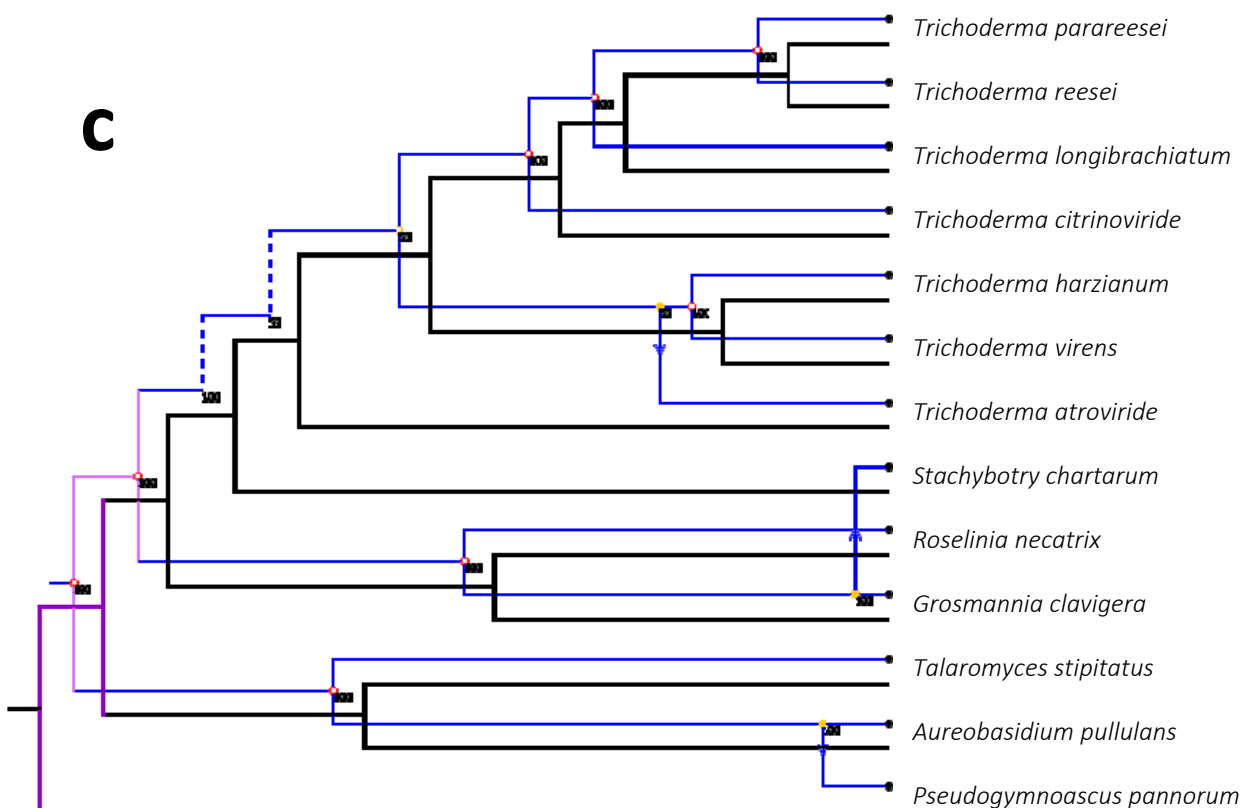 c
Trichoderma parareesei
Trichoderma reesei
Trichoderma longibrachiatum
Trichoderma citrinoviride
Trichoderma harzianum
Trichoderma virens
Trichoderma atroviride
Stachybotry chartarum
Roselinia necatrix
Grosmannia clavigera
Talaromyces stipitatus
Aureobasidium pullulans
Pseudogymnoascus pannorum